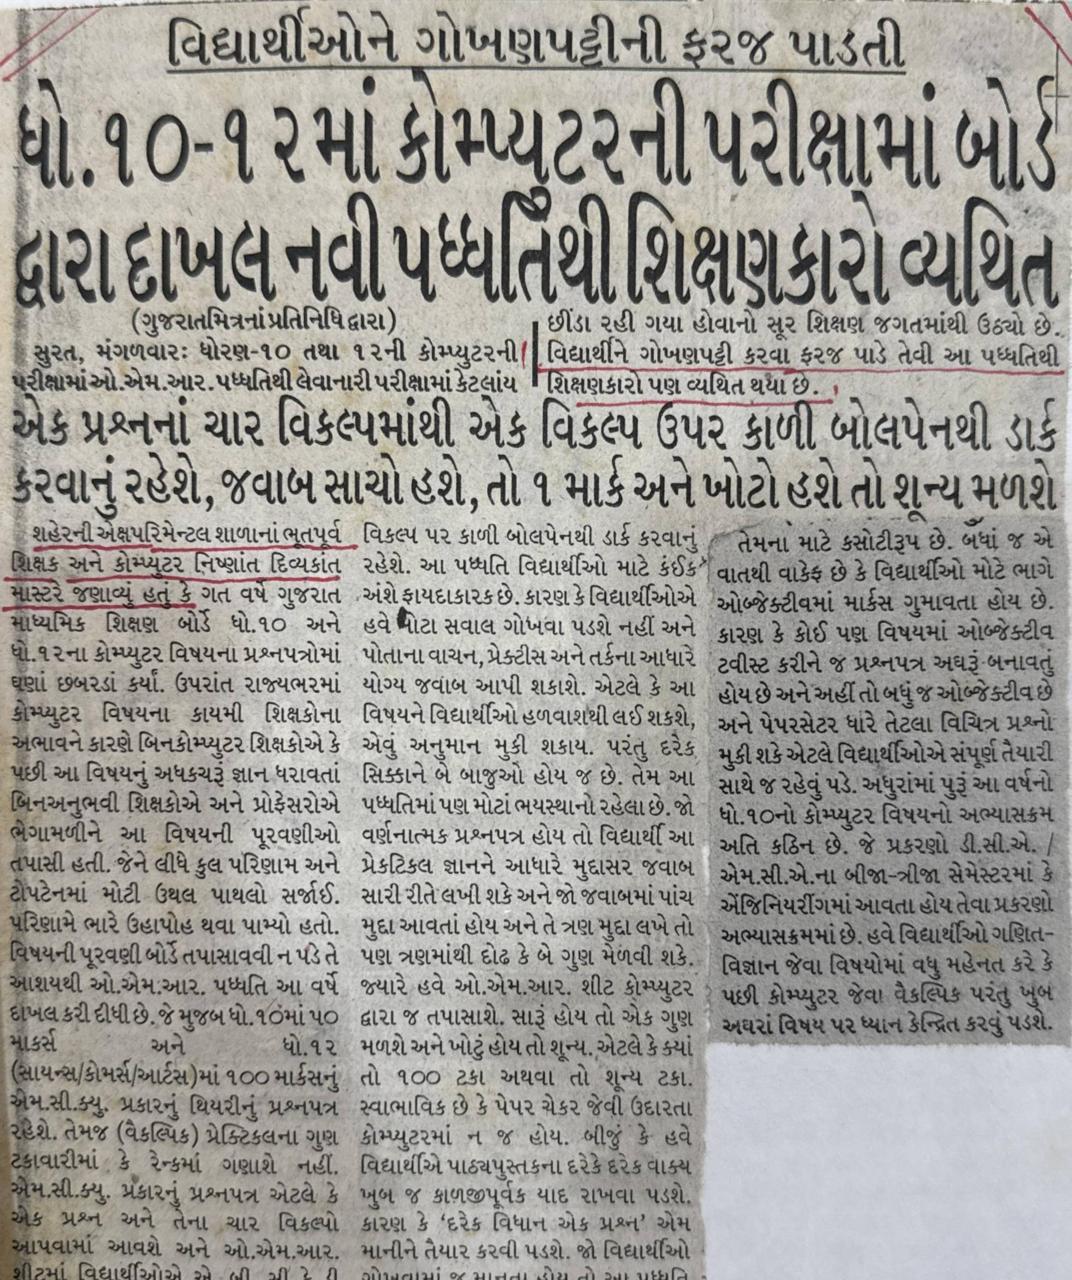 વિદ્યાર્થીઓને ગોખણપટ્ટીની ફરજ પાડતી
ધો.૧૦-૧૨માં કોમ્પ્યુટરની પરીક્ષામાં બોર્ડ
દ્વારા દાખલ નવી પધ્ધતિથી શિક્ષણકારો વ્યથિત
(ગુજરાતમિત્રનાં પ્રતિનિધિ દ્વારા)
સુરત, મંગળવારઃ ધોરણ-૧૦ તથા ૧૨ની કોમ્પ્યુટરની
પરીક્ષામાં ઓ.એમ.આર. પધ્ધતિથી લેવાનારી પરીક્ષામાં કેટલાંય
છીંડા રહી ગયા હોવાનો સૂર શિક્ષણ જગતમાંથી ઉઠ્યો છે.
વિદ્યાર્થીને ગોખણપટ્ટી કરવા ફરજ પાડે તેવી આ પધ્ધતિથી
શિક્ષણકારો પણ વ્યથિત થયા છે.
એક પ્રશ્નનાં ચાર વિકલ્પમાંથી એક વિકલ્પ ઉપર કાળી બોલપેનથી ડાર્ક
કરવાનું રહેશે, જવાબ સાચો હશે, તો ૧ માર્ક અને ખોટો હશે તો શૂન્ય મળશે
શહેરની એક્ષપરિમેન્ટલ શાળાનાં ભૂતપૂર્વ
શિક્ષક અને કોમ્પ્યુટર નિષ્ણાંત દિવ્યકાંત
માસ્ટરે જણાવ્યું હતું કે ગત વર્ષે ગુજરાત
માધ્યમિક શિક્ષણ બોર્ડે ધો.૧૦ અને
ધો.૧૨ના કોમ્પ્યુટર વિષયના પ્રશ્નપત્રોમાં
ઘણાં છબરડાં કર્યાં. ઉપરાંત રાજ્યભરમાં
કોમ્પ્યુટર વિષયના કાયમી શિક્ષકોના
અભાવને કારણે બિનકોમ્પ્યુટર શિક્ષકોએ કે
પછી આ વિષયનું અધકચરૂં જ્ઞાન ધરાવતાં
બિનઅનુભવી શિક્ષકોએ અને પ્રોફેસરોએ
ભેગામળીને આ વિષયની પૂરવણીઓ
તપાસી હતી. જેને લીધે કુલ પરિણામ અને
ટોપટેનમાં મોટી ઉથલ પાથલો સર્જાઈ.
પરિણામે ભારે ઉહાપોહ થવા પામ્યો હતો.
વિષયની પૂરવણી બોર્ડે તપાસાવવી ન પડે તે
આશયથી ઓ.એમ.આર. પધ્ધતિ આ વર્ષે
દાખલ કરી દીધી છે. જે મુજબ ધો.૧૦માં ૫૦
માર્કસ અને ધો.૧૨
(સાયન્સ/કોમર્સ/આર્ટસ)માં ૧૦૦ માર્કસનું
એમ.સી.ક્યુ. પ્રકારનું થિયરીનું પ્રશ્નપત્ર
રહેશે. તેમજ (વૈકલ્પિક) પ્રેક્ટિકલના ગુણ
ટકાવારીમાં કે રેન્કમાં ગણાશે નહીં.
એમ.સી.ક્યુ. પ્રકારનું પ્રશ્નપત્ર એટલે કે
એક પ્રશ્ન અને તેના ચાર વિકલ્પો
આપવામાં આવશે અને ઓ.એમ.આર.
શીટમાં વિદ્યાર્થીઓએ એ, બી, સી કે ડી
વિકલ્પ પર કાળી બોલપેનથી ડાર્ક કરવાનું
રહેશે. આ પધ્ધતિ વિદ્યાર્થીઓ માટે કંઈક
અંશે ફાયદાકારક છે. કારણ કે વિદ્યાર્થીઓએ
હવે મોટા સવાલ ગોખવા પડશે નહીં અને
પોતાના વાચન, પ્રેક્ટીસ અને તર્કના આધારે
યોગ્ય જવાબ આપી શકાશે. એટલે કે આ
વિષયને વિદ્યાર્થીઓ હળવાશથી લઈ શકશે,
એવું અનુમાન મુકી શકાય. પરંતુ દરેક
સિક્કાને બે બાજુઓ હોય જ છે. તેમ આ
પધ્ધતિમાં પણ મોટાં ભયસ્થાનો રહેલા છે. જો
વર્ણનાત્મક પ્રશ્નપત્ર હોય તો વિદ્યાર્થી આ
પ્રેકટિકલ જ્ઞાનને આધારે મુદ્દાસર જવાબ
સારી રીતે લખી શકે અને જો જવાબમાં પાંચ
મુદ્દા આવતાં હોય અને તે ત્રણ મુદ્દા લખે તો
પણ ત્રણમાંથી દોઢ કે બે ગુણ મેળવી શકે.
જ્યારે હવે ઓ.એમ.આર. શીટ કોમ્પ્યુટર
દ્વારા જ તપાસાશે. સારૂં હોય તો એક ગુણ
મળશે અને ખોટું હોય તો શૂન્ય. એટલે કે ક્યાં
તો ૧૦૦ ટકા અથવા તો શૂન્ય ટકા.
સ્વાભાવિક છે કે પેપર ચેકર જેવી ઉદારતા
કોમ્પ્યુટરમાં ન જ હોય. બીજું કે હવે
વિદ્યાર્થીએ પાઠ્યપુસ્તકના દરેકે દરેક વાક્ય
ખુબ જ કાળજીપૂર્વક યાદ રાખવા પડશે.
કારણ કે 'દરેક વિધાન એક પ્રશ્ન' એમ
માનીને તૈયાર કરવી પડશે. જો વિદ્યાર્થીઓ
ગોખવામાં જ માનતા હોય તો આ પધ્ધતિ
તેમના માટે કસોટીરૂપ છે. બધાં જ એ
વાતથી વાકેફ છે કે વિદ્યાર્થીઓ મોટે ભાગે
ઓબ્જેક્ટીવમાં માર્કસ ગુમાવતા હોય છે.
કારણ કે કોઈ પણ વિષયમાં ઓબ્જેક્ટીવ
ટ્વીસ્ટ કરીને જ પ્રશ્નપત્ર અઘરૂં બનાવતું
હોય છે અને અહીં તો બધું જ ઓબ્જેક્ટીવ છે
અને પેપરસેટર ધારે તેટલા વિચિત્ર પ્રશ્નો
મુકી શકે એટલે વિદ્યાર્થીઓએ સંપૂર્ણ તૈયારી
સાથે જ રહેવું પડે. અધુરાંમાં પુરૂં આ વર્ષનો
ધો.૧૦નો કોમ્પ્યુટર વિષયનો અભ્યાસક્રમ
અતિ કઠિન છે. જે પ્રકરણો ડી.સી.એ. /
એમ.સી.એ.ના બીજા-ત્રીજા સેમેસ્ટરમાં કે
એંજિનિયરીંગમાં આવતા હોય તેવા પ્રકરણો
અભ્યાસક્રમમાં છે. હવે વિદ્યાર્થીઓ ગણિત-
વિજ્ઞાન જેવા વિષયોમાં વધુ મહેનત કરે કે
પછી કોમ્પ્યુટર જેવા વૈકલ્પિક પરંતુ ખુબ
અઘરાં વિષય પર ધ્યાન કેન્દ્રિત કરવું પડશે.